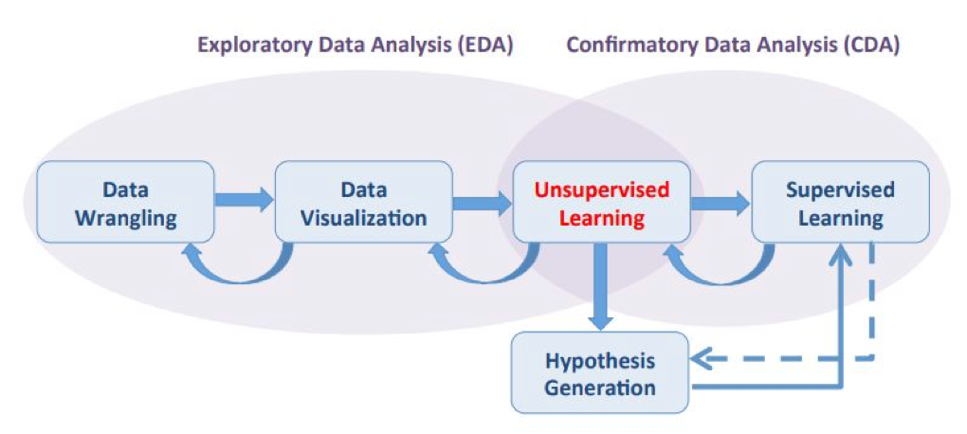 Exploratory Data Analysis (EDA)
Confirmatory Data Analysis (CDA)
Data
Wrangling
Data
Visualization
Unsupervised
Learning
Supervised
Learning
Hypothesis
Generation